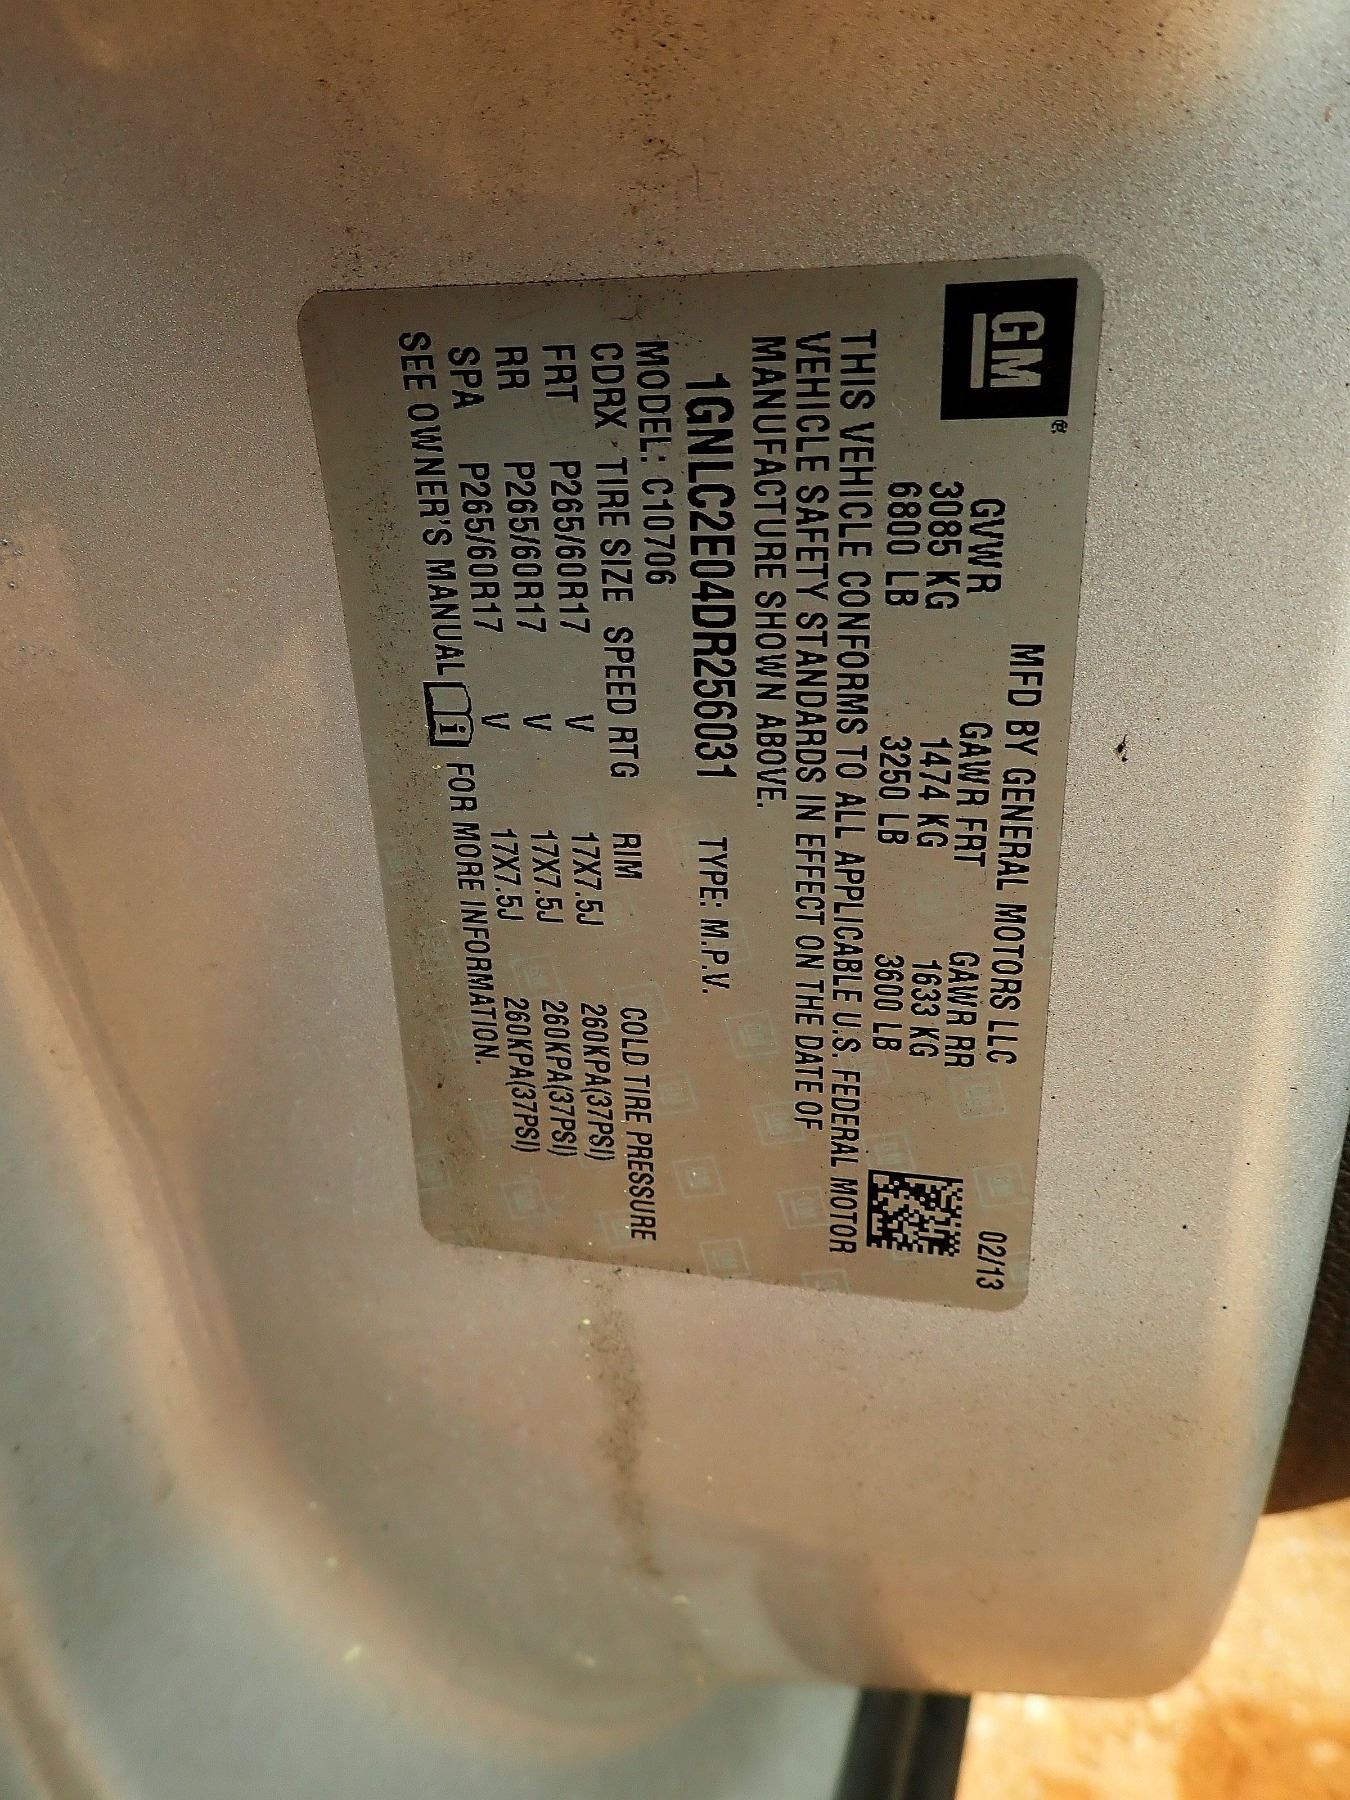 GM®
MFD BY GENERAL MOTORS LLC 02/13
GVWR GAWR FRT GAWR RR
3085 KG 1474 KG 1633 KG
6800 LB 3250 LB 3600 LB
THIS VEHICLE CONFORMS TO ALL APPLICABLE U.S. FEDERAL MOTOR
VEHICLE SAFETY STANDARDS IN EFFECT ON THE DATE OF
MANUFACTURE SHOWN ABOVE.
1GNLC2E04DR256031 TYPE: M.P.V.
MODEL: C10706
CDRX TIRE SIZE SPEED RTG RIM COLD TIRE PRESSURE
FRT P265/60R17 V 17X7.5J 260KPA(37PSI)
RR P265/60R17 V 17X7.5J 260KPA(37PSI)
SPA P265/60R17 V 17X7.5J 260KPA(37PSI)
SEE OWNER'S MANUAL i FOR MORE INFORMATION.